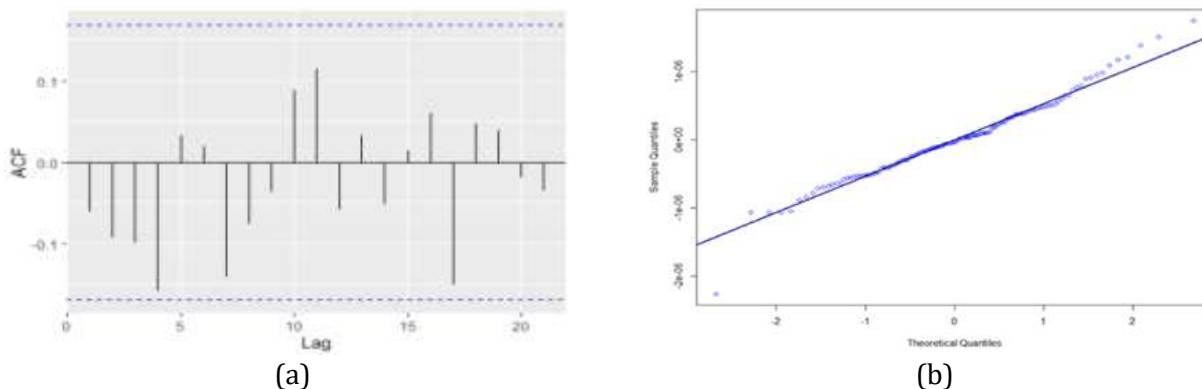 ACF
0.1
0.0
-0.1
0
5
10
15
20
Lag
(a)
Sample Quantiles
1e-06
0e+00
-1e-06
-2e-06
-2
-1
0
1
2
Theoretical Quantiles
(b)